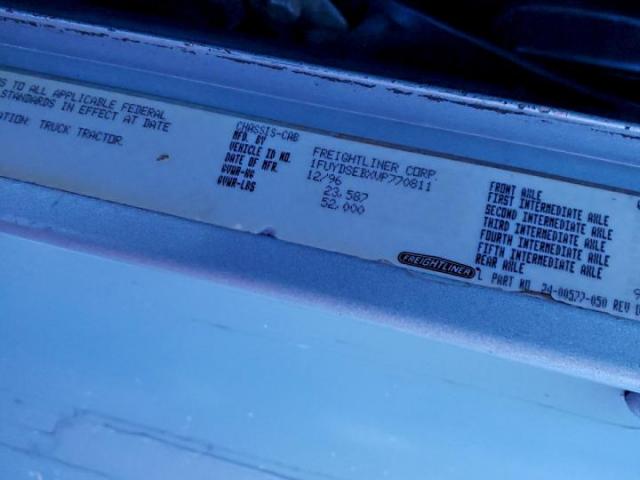 TO ALL APPLICABLE FEDERAL
STANDARDS IN EFFECT AT DATE
TRUCK TRACTOR
CHASSIS-CAB
MFD. BY FREIGHTLINER CORP.
VEHICLE ID NO. 1FUYDSEBXVP770811
DATE OF MFR. 12/96
GVWR-KG 23,587
GVWR-LBS 52,000
FREIGHTLINER
FRONT AXLE
FIRST INTERMEDIATE AXLE
SECOND INTERMEDIATE AXLE
THIRD INTERMEDIATE AXLE
FOURTH INTERMEDIATE AXLE
FIFTH INTERMEDIATE AXLE
REAR AXLE
PART NO. 24-00577-050 REV